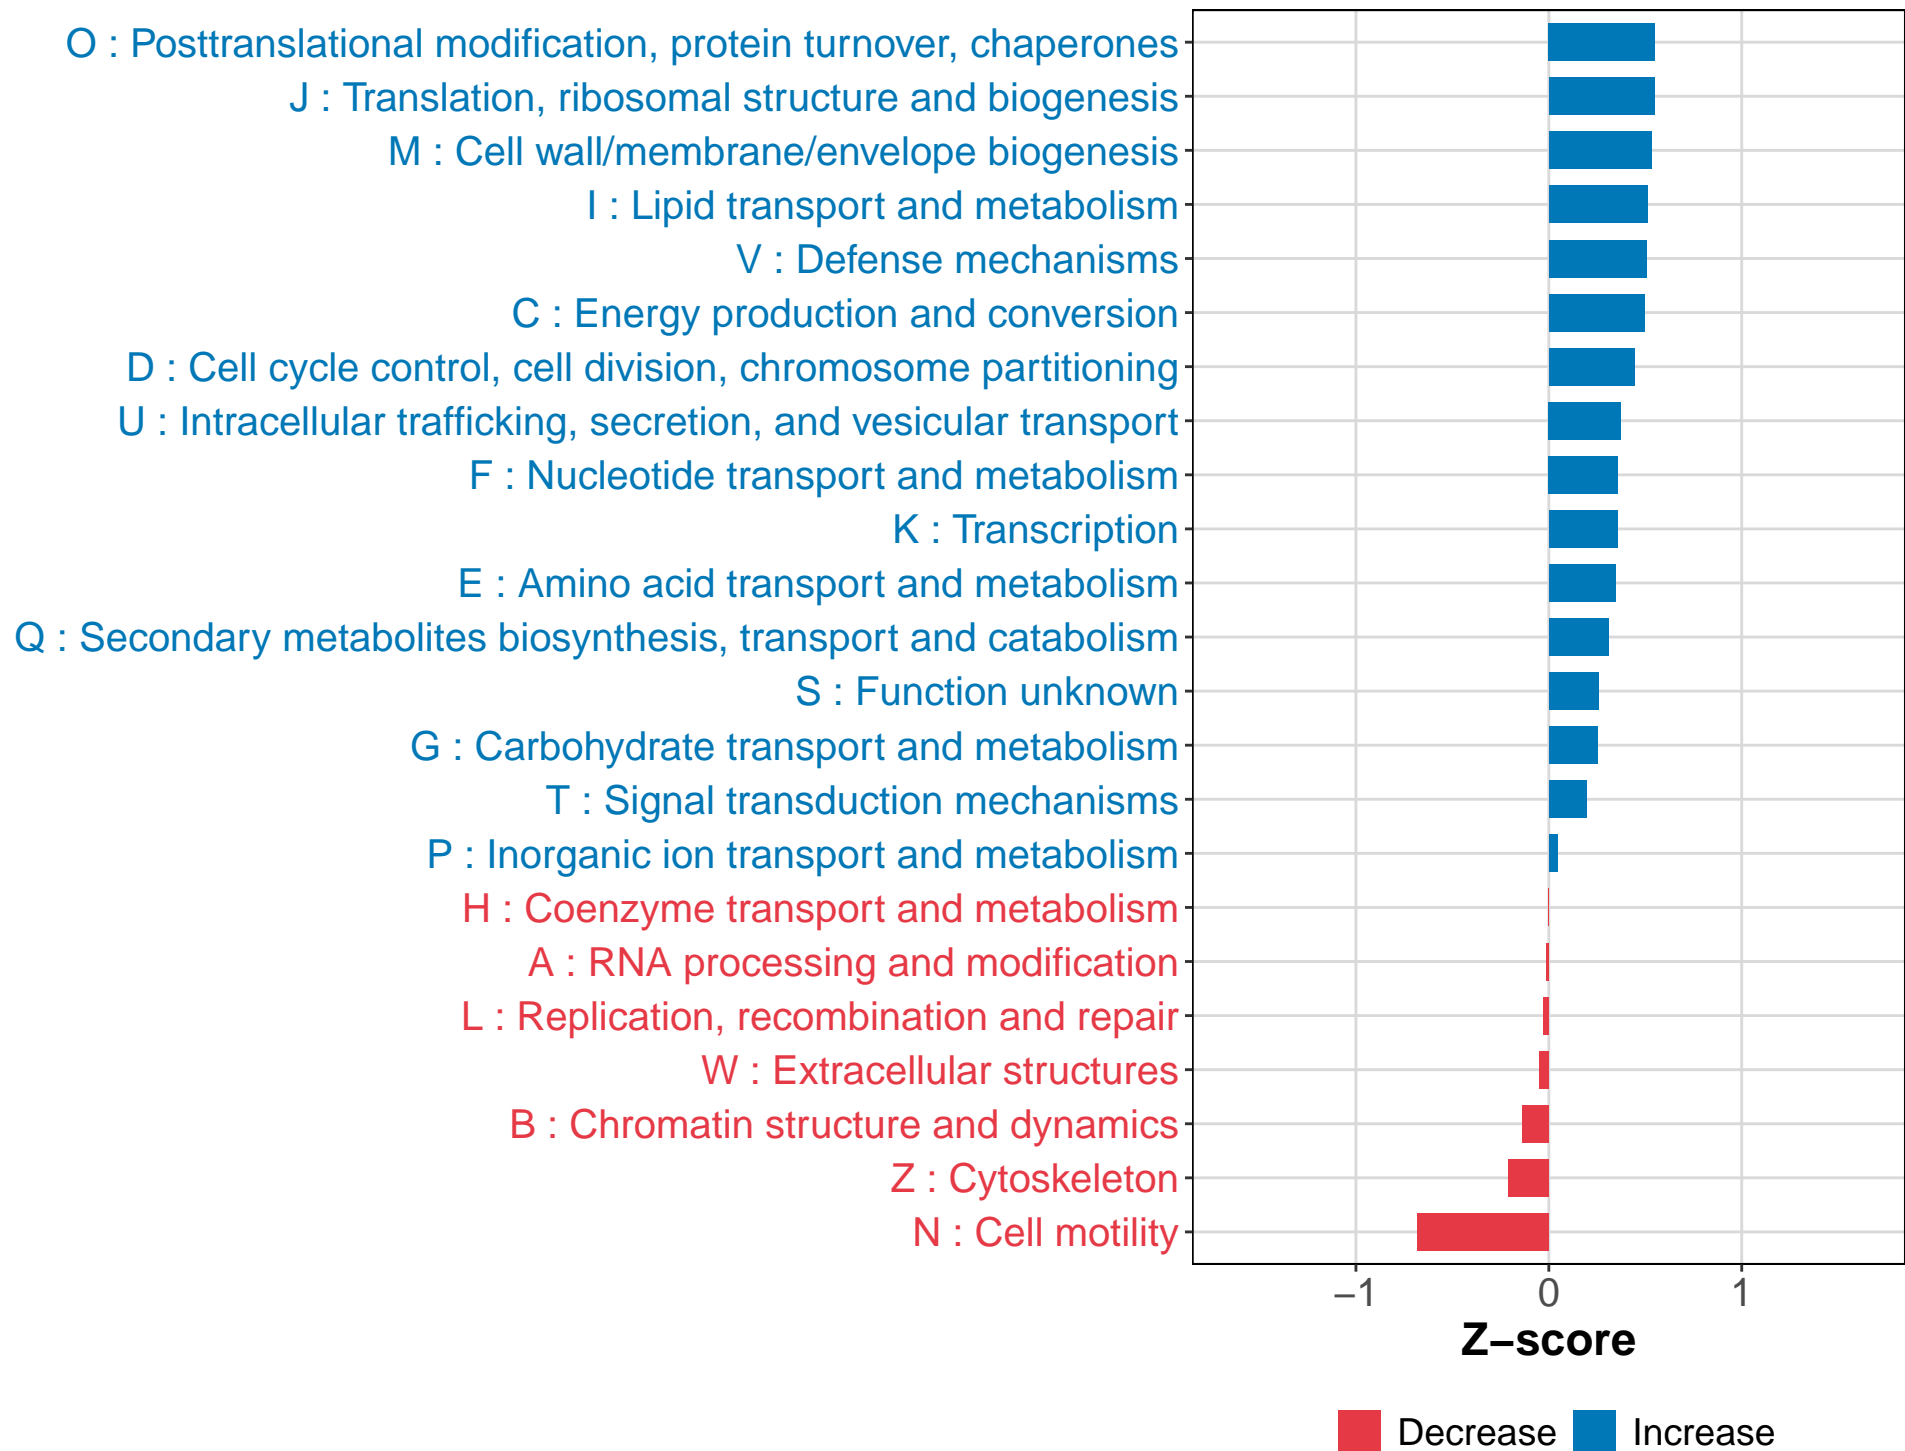 O : Posttranslational modification, protein turnover, chaperones
J : Translation, ribosomal structure and biogenesis
M : Cell wall/membrane/envelope biogenesis
I : Lipid transport and metabolism
V : Defense mechanisms
C : Energy production and conversion
D : Cell cycle control, cell division, chromosome partitioning
U : Intracellular trafficking, secretion, and vesicular transport
F : Nucleotide transport and metabolism
K : Transcription
E : Amino acid transport and metabolism
Q : Secondary metabolites biosynthesis, transport and catabolism
S : Function unknown
G : Carbohydrate transport and metabolism
T : Signal transduction mechanisms
P : Inorganic ion transport and metabolism
H : Coenzyme transport and metabolism
A : RNA processing and modification
L : Replication, recombination and repair
W : Extracellular structures
B : Chromatin structure and dynamics
Z : Cytoskeleton
N : Cell motility
−1 0 1
Z−score
Decrease Increase